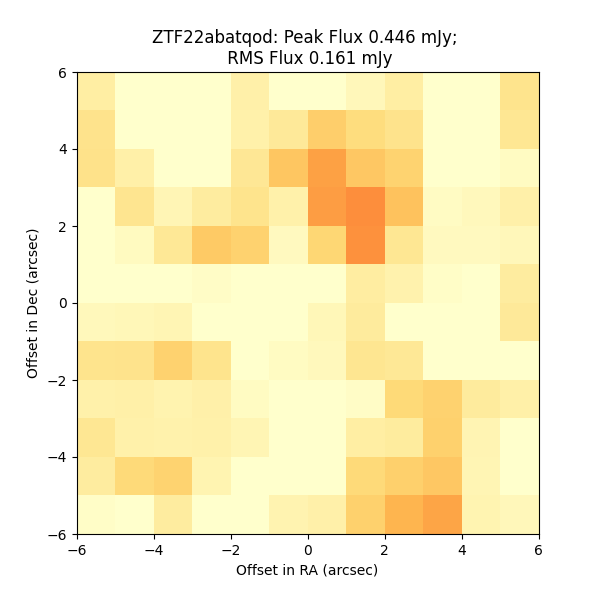 ZTF22abatqod: Peak Flux 0.446 mJy;
RMS Flux 0.161 mJy
6
4
2
0
−2
−4
−6
Offset in Dec (arcsec)
−6 −4 −2 0 2 4 6
Offset in RA (arcsec)